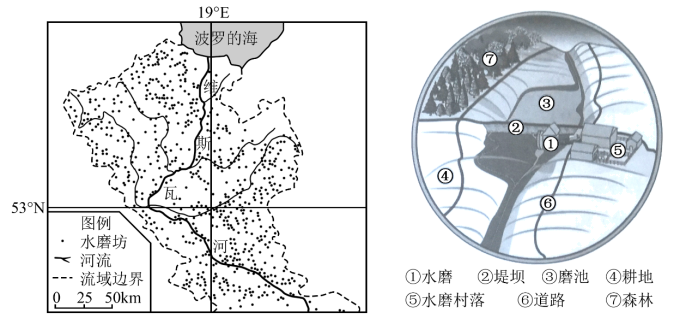 19°E
波罗的海
维
斯
瓦
河
53°N
图例
水磨坊
河流
流域边界
0 25 50km
⑦
③
②
①
⑤
④
⑥
①水磨 ②堤坝 ③磨池 ④耕地
⑤水磨村落 ⑥道路 ⑦森林